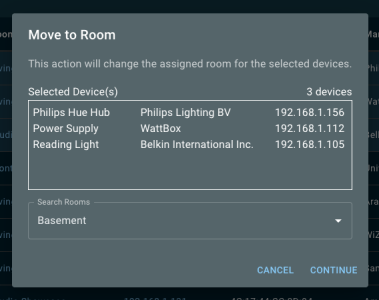 Move to Room
This action will change the assigned room for the selected devices.
Selected Device(s) 3 devices
Philips Hue Hub Philips Lighting BV 192.168.1.156
Power Supply WattBox 192.168.1.112
Reading Light Belkin International Inc. 192.168.1.105
Search Rooms
Basement
CANCEL CONTINUE